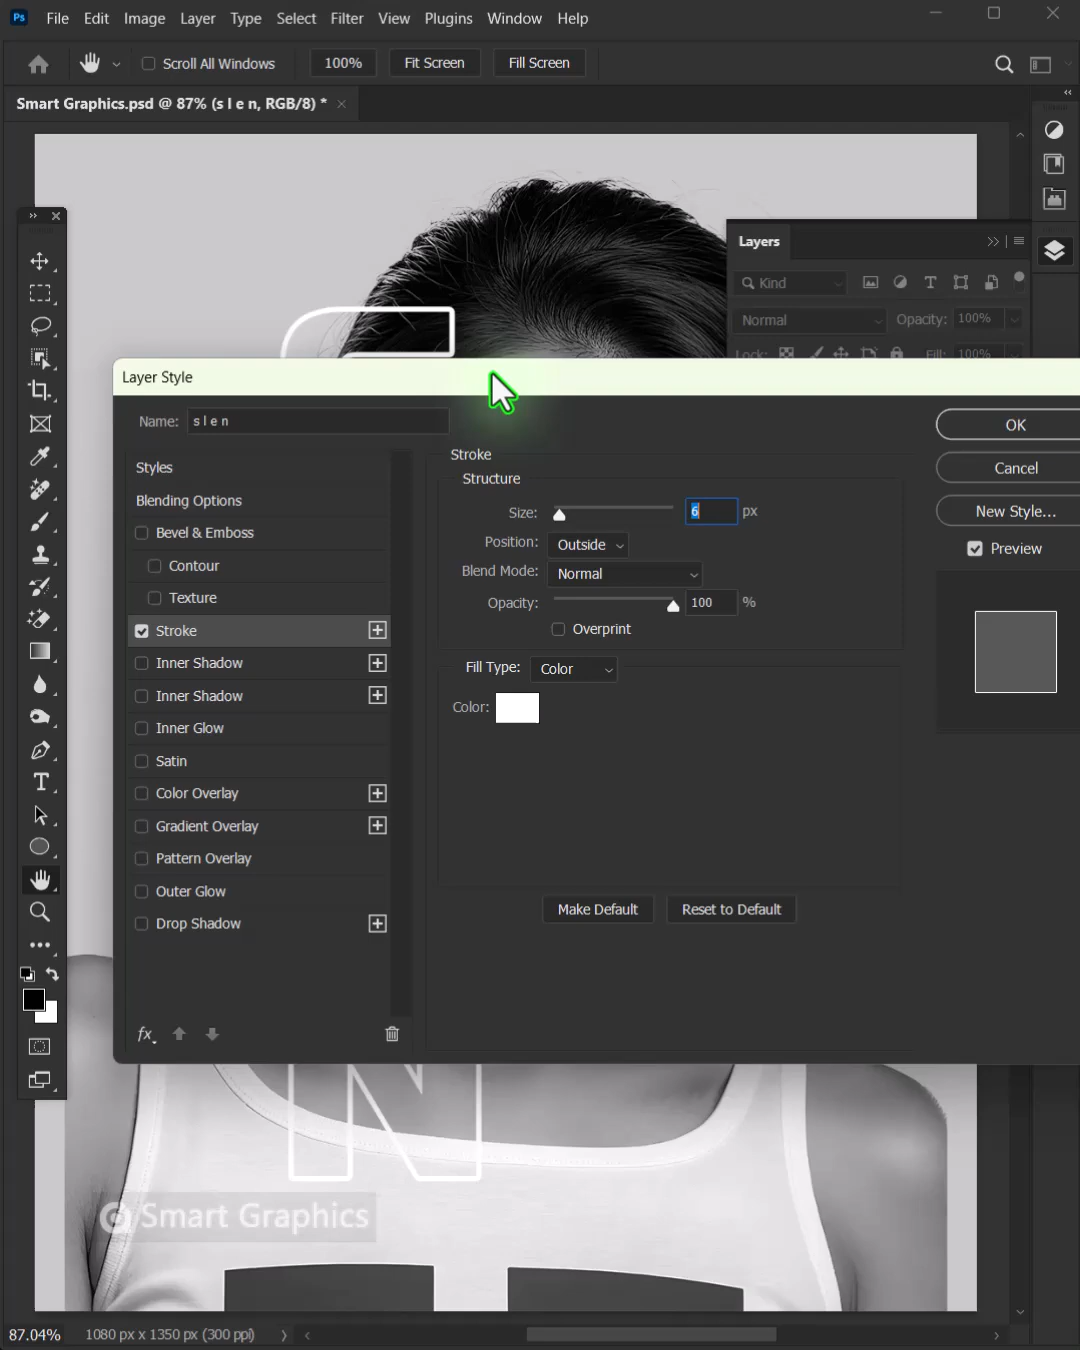 Ps File Edit Image Layer Type Select Filter View Plugins Window Help
Scroll All Windows 100% Fit Screen Fill Screen
Smart Graphics.psd @ 87% (s l e n, RGB/8) *
Layers
Kind
Normal Opacity: 100%
Lock: Fill: 100%
Layer Style
Name: s l e n
Styles
Blending Options
Bevel & Emboss
Contour
Texture
Stroke
Inner Shadow
Inner Shadow
Inner Glow
Satin
Color Overlay
Gradient Overlay
Pattern Overlay
Outer Glow
Drop Shadow
fx
Stroke
Structure
Size: 6 px
Position: Outside
Blend Mode: Normal
Opacity: 100 %
Overprint
Fill Type: Color
Color:
Make Default Reset to Default
OK
Cancel
New Style...
Preview
N
Smart Graphics
87.04% 1080 px x 1350 px (300 ppi)